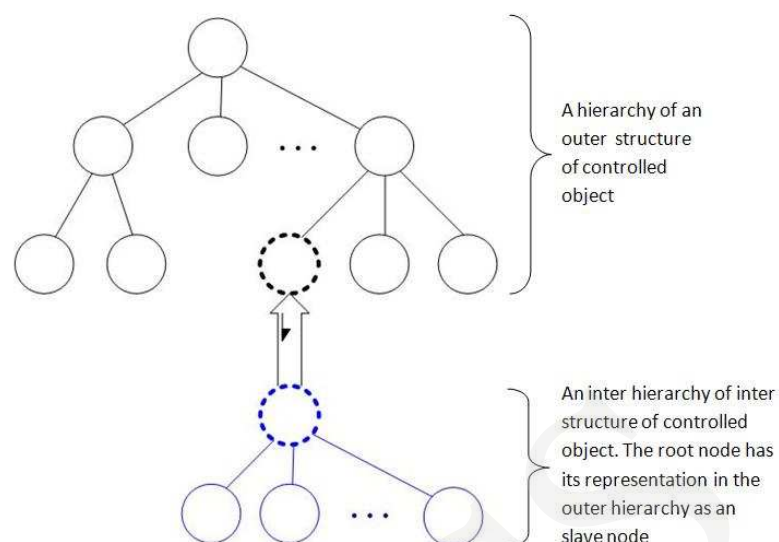 A hierarchy of an
outer structure
of controlled
object
An inter hierarchy of inter
structure of controlled
object. The root node has
its representation in the
outer hierarchy as an
slave node